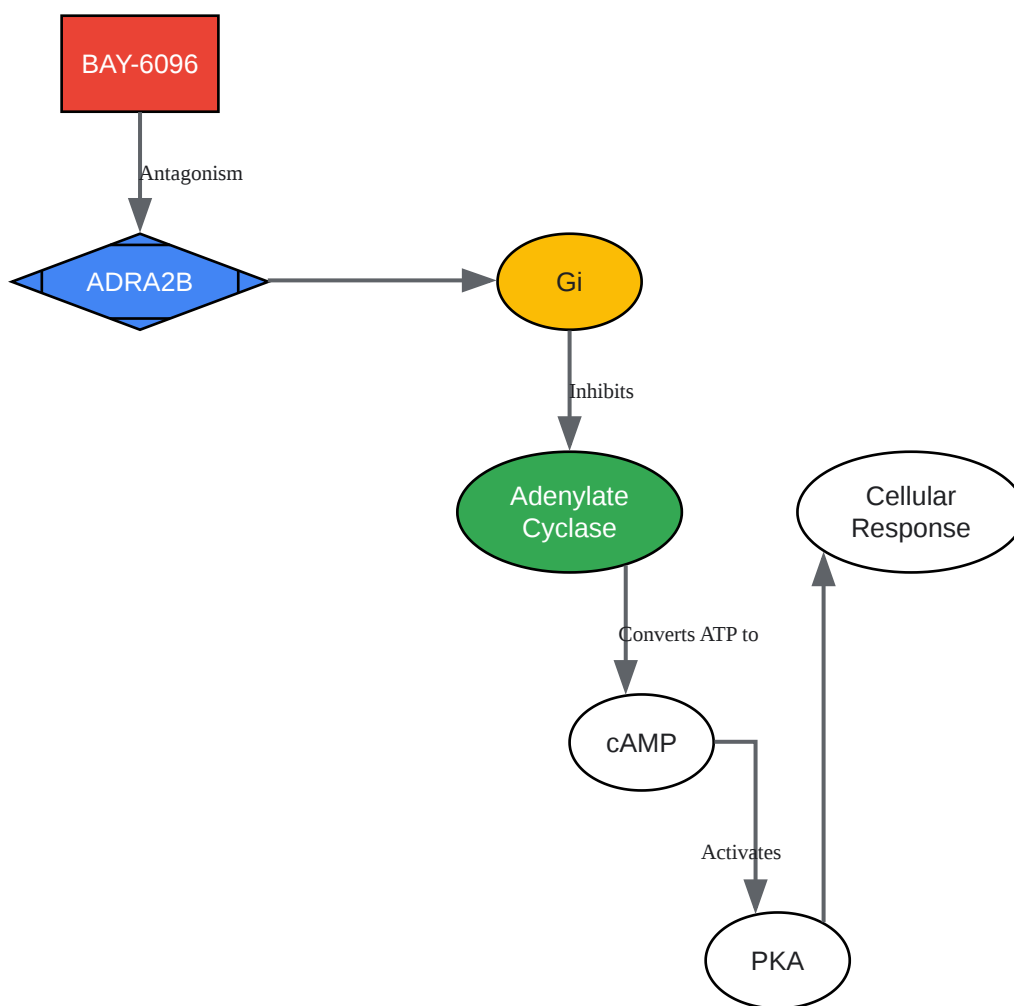 BAY-6096
Antagonism
ADRA2B
Gi
Inhibits
Adenylate
Cyclase
Cellular
Response
Converts ATP to
cAMP
Activates
PKA